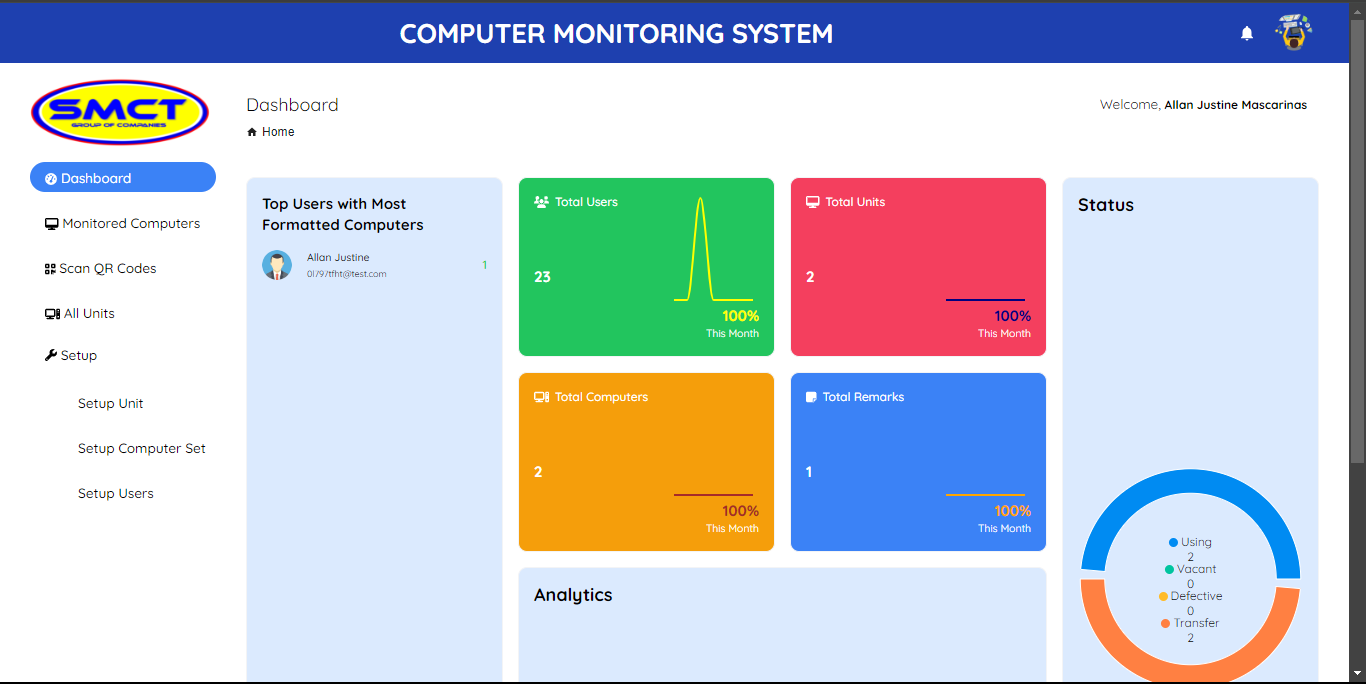 COMPUTER MONITORING SYSTEM
SMCT
GROUP OF COMPANIES
Dashboard
Monitored Computers
Scan QR Codes
All Units
Setup
Setup Unit
Setup Computer Set
Setup Users
Dashboard
Home
Welcome, Allan Justine Mascarinas
Top Users with Most
Formatted Computers
Allan Justine
01797tfht@test.com
1
Total Users
23
100%
This Month
Total Units
2
100%
This Month
Total Computers
2
100%
This Month
Total Remarks
1
100%
This Month
Analytics
Status
Using
2
Vacant
0
Defective
0
Transfer
2